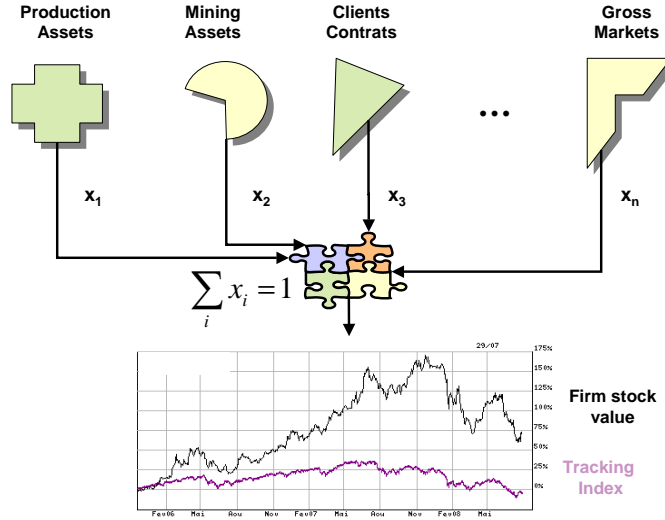 Production
Assets
Mining
Assets
Clients
Contrats
Gross
Markets
...
x1
x2
x3
xn
∑i xi = 1
29/07
175%
150%
125%
100%
75%
50%
25%
0%
Firm stock
value
Tracking
Index
Fev06 Mai Aou Nov Fev07 Mai Aou Nov Fev08 Mai